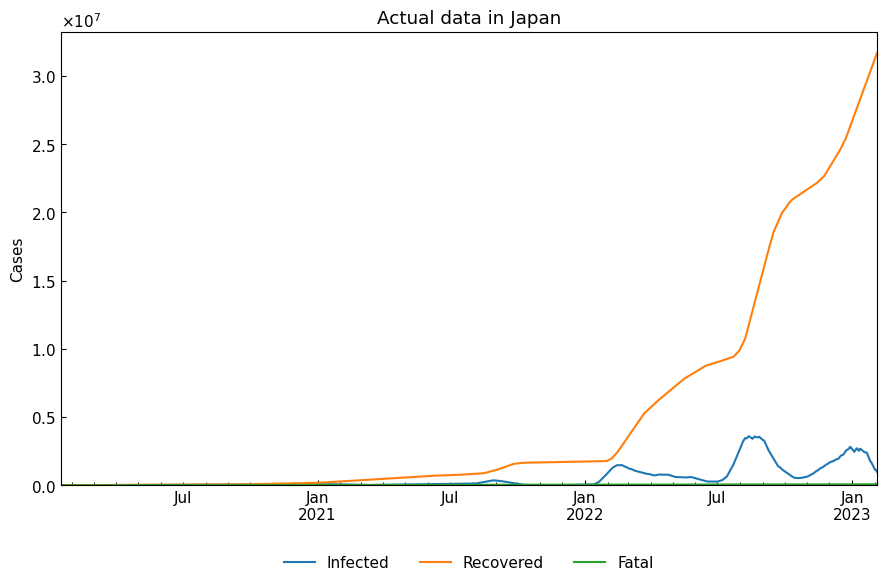 Actual data in Japan
×10⁷
3.0
2.5
2.0
1.5
1.0
0.5
0.0
Cases
Jul Jan Jul Jan Jul Jan
2021 2022 2023
Infected Recovered Fatal